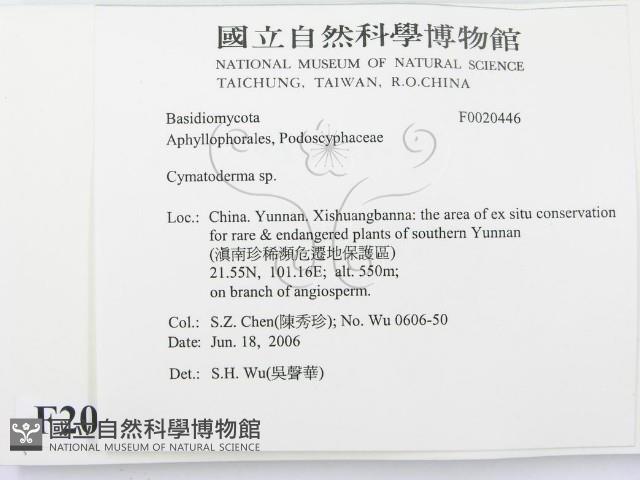 國立自然科學博物館
NATIONAL MUSEUM OF NATURAL SCIENCE
TAICHUNG, TAIWAN, R.O.CHINA
Basidiomycota F0020446
Aphyllophorales, Podoscyphaceae
Cymatoderma sp.
Loc.: China. Yunnan. Xishuangbanna: the area of ex situ conservation
for rare & endangered plants of southern Yunnan
(滇南珍稀瀕危遷地保護區)
21.55N, 101.16E; alt. 550m;
on branch of angiosperm.
Col.: S.Z. Chen(陳秀珍); No. Wu 0606-50
Date: Jun. 18, 2006
Det.: S.H. Wu(吳聲華)
F20
國立自然科學博物館
NATIONAL MUSEUM OF NATURAL SCIENCE